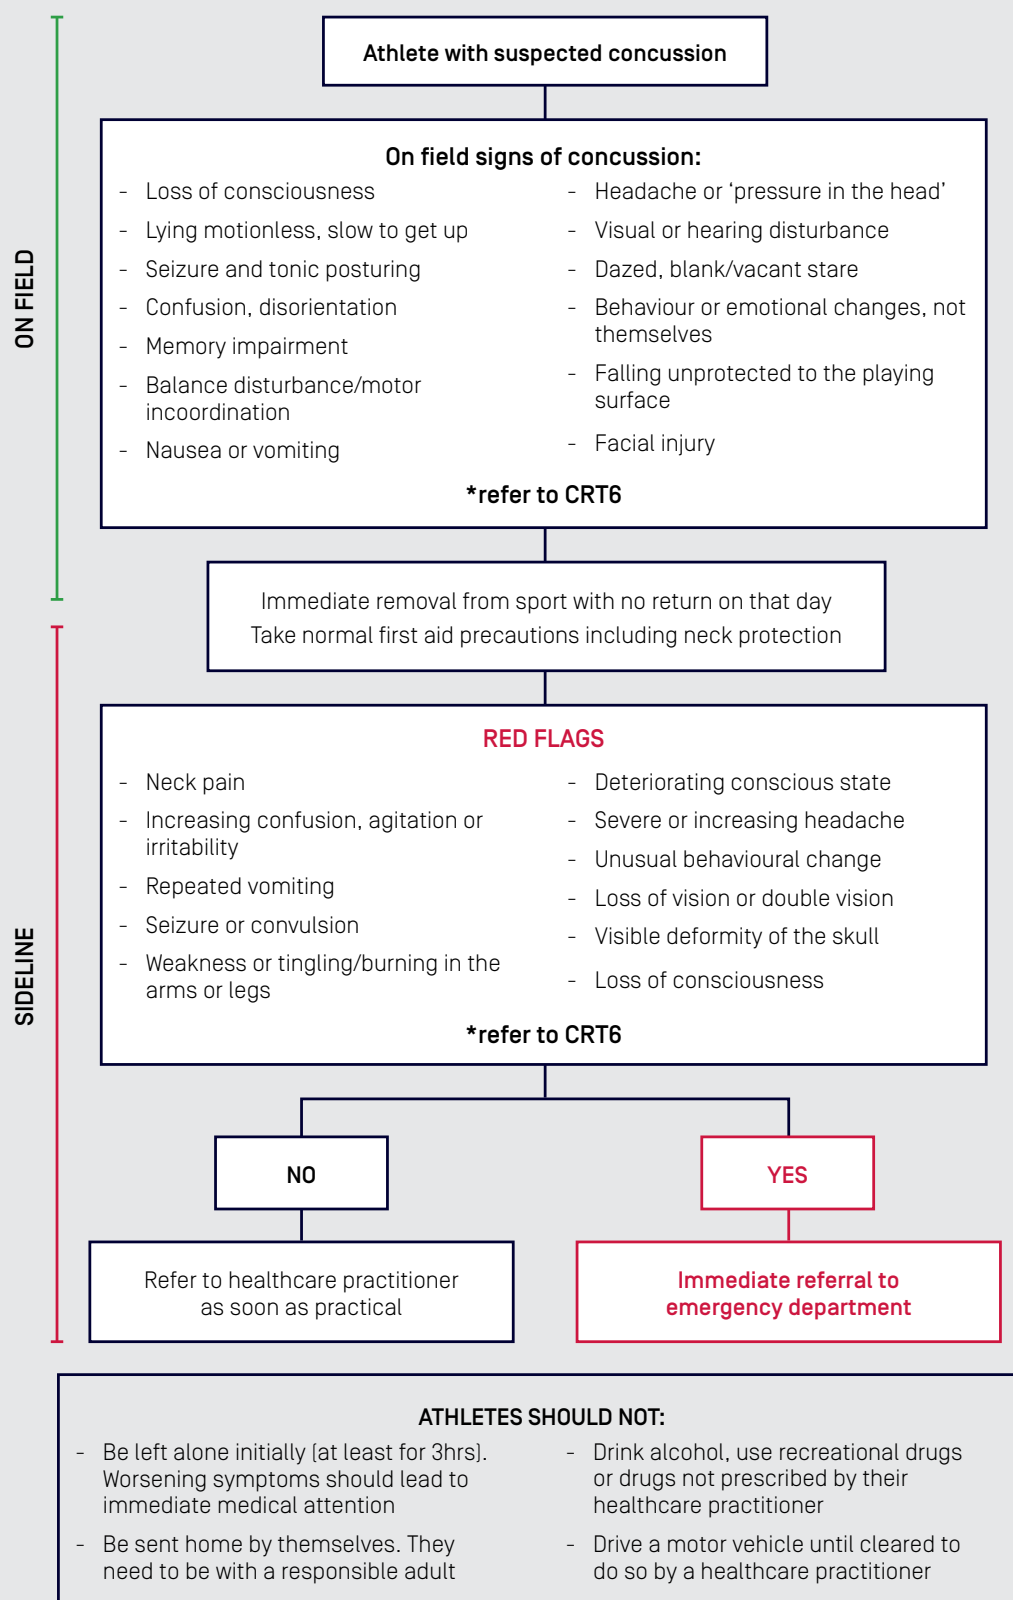 Athlete with suspected concussion
ON FIELD
On field signs of concussion:
- Loss of consciousness
- Lying motionless, slow to get up
- Seizure and tonic posturing
- Confusion, disorientation
- Memory impairment
- Balance disturbance/motor
incoordination
- Nausea or vomiting
- Headache or ‘pressure in the head’
- Visual or hearing disturbance
- Dazed, blank/vacant stare
- Behaviour or emotional changes, not
themselves
- Falling unprotected to the playing
surface
- Facial injury
*refer to CRT6
Immediate removal from sport with no return on that day
Take normal first aid precautions including neck protection
SIDELINE
RED FLAGS
- Neck pain
- Increasing confusion, agitation or
irritability
- Repeated vomiting
- Seizure or convulsion
- Weakness or tingling/burning in the
arms or legs
- Deteriorating conscious state
- Severe or increasing headache
- Unusual behavioural change
- Loss of vision or double vision
- Visible deformity of the skull
- Loss of consciousness
*refer to CRT6
NO
YES
Refer to healthcare practitioner
as soon as practical
Immediate referral to
emergency department
ATHLETES SHOULD NOT:
- Be left alone initially (at least for 3hrs).
Worsening symptoms should lead to
immediate medical attention
- Be sent home by themselves. They
need to be with a responsible adult
- Drink alcohol, use recreational drugs
or drugs not prescribed by their
healthcare practitioner
- Drive a motor vehicle until cleared to
do so by a healthcare practitioner